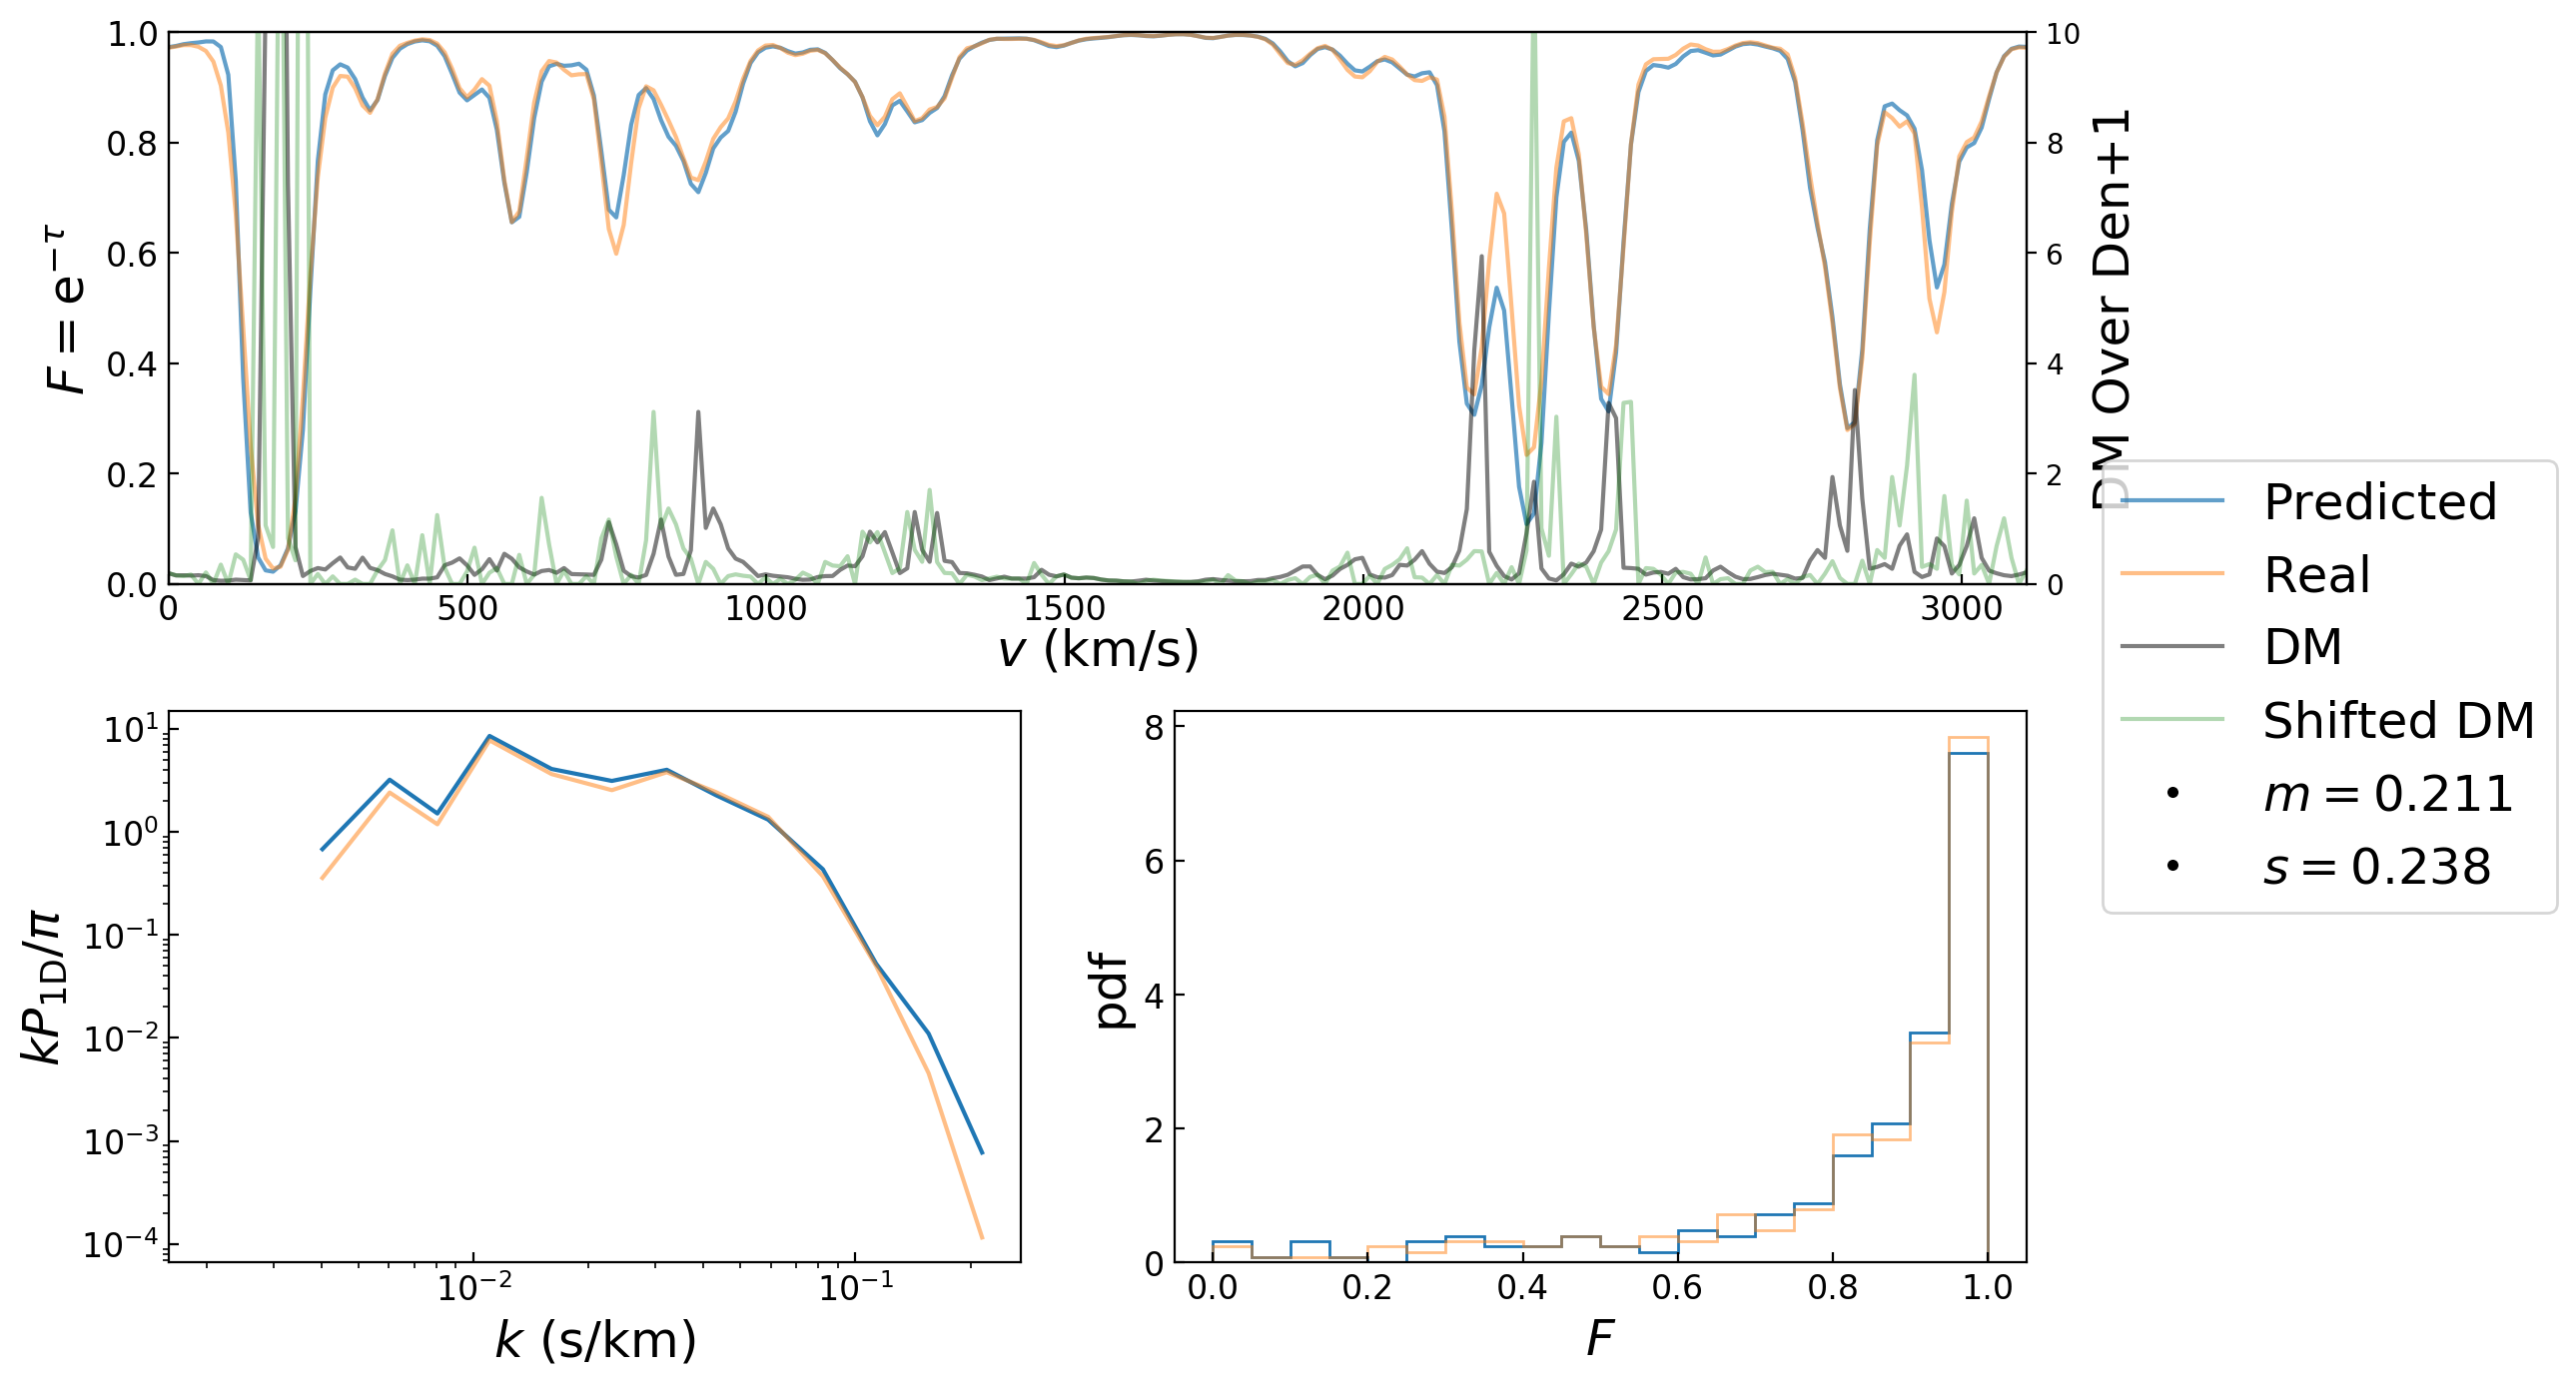 1.0
0.8
0.6
0.4
0.2
0.0
F = e^{−τ}
0 500 1000 1500 2000 2500 3000
v (km/s)
10
8
6
4
2
0
DM Over Den+1
Predicted
Real
DM
Shifted DM
m = 0.211
s = 0.238
10^1
10^0
10^{−1}
10^{−2}
10^{−3}
10^{−4}
kP_{1D}/π
10^{−2} 10^{−1}
k (s/km)
8
6
4
2
0
pdf
0.0 0.2 0.4 0.6 0.8 1.0
F